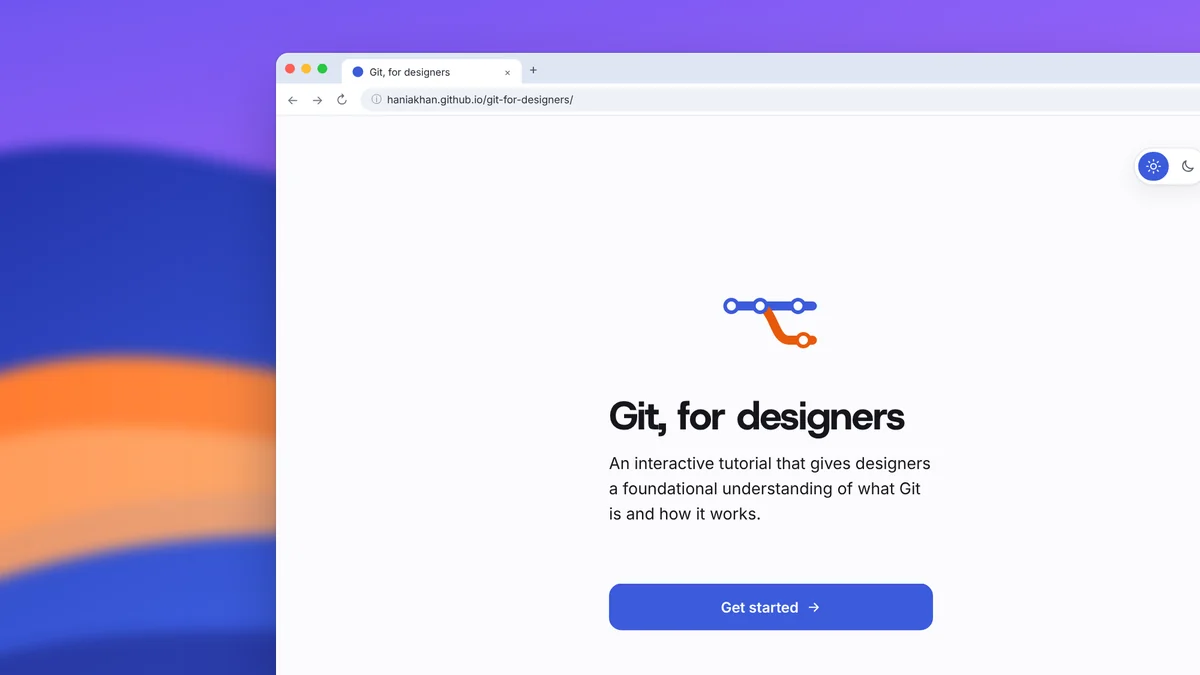 Git, for designers
haniakhan.github.io/git-for-designers/
Git, for designers
An interactive tutorial that gives designers
a foundational understanding of what Git
is and how it works.
Get started →